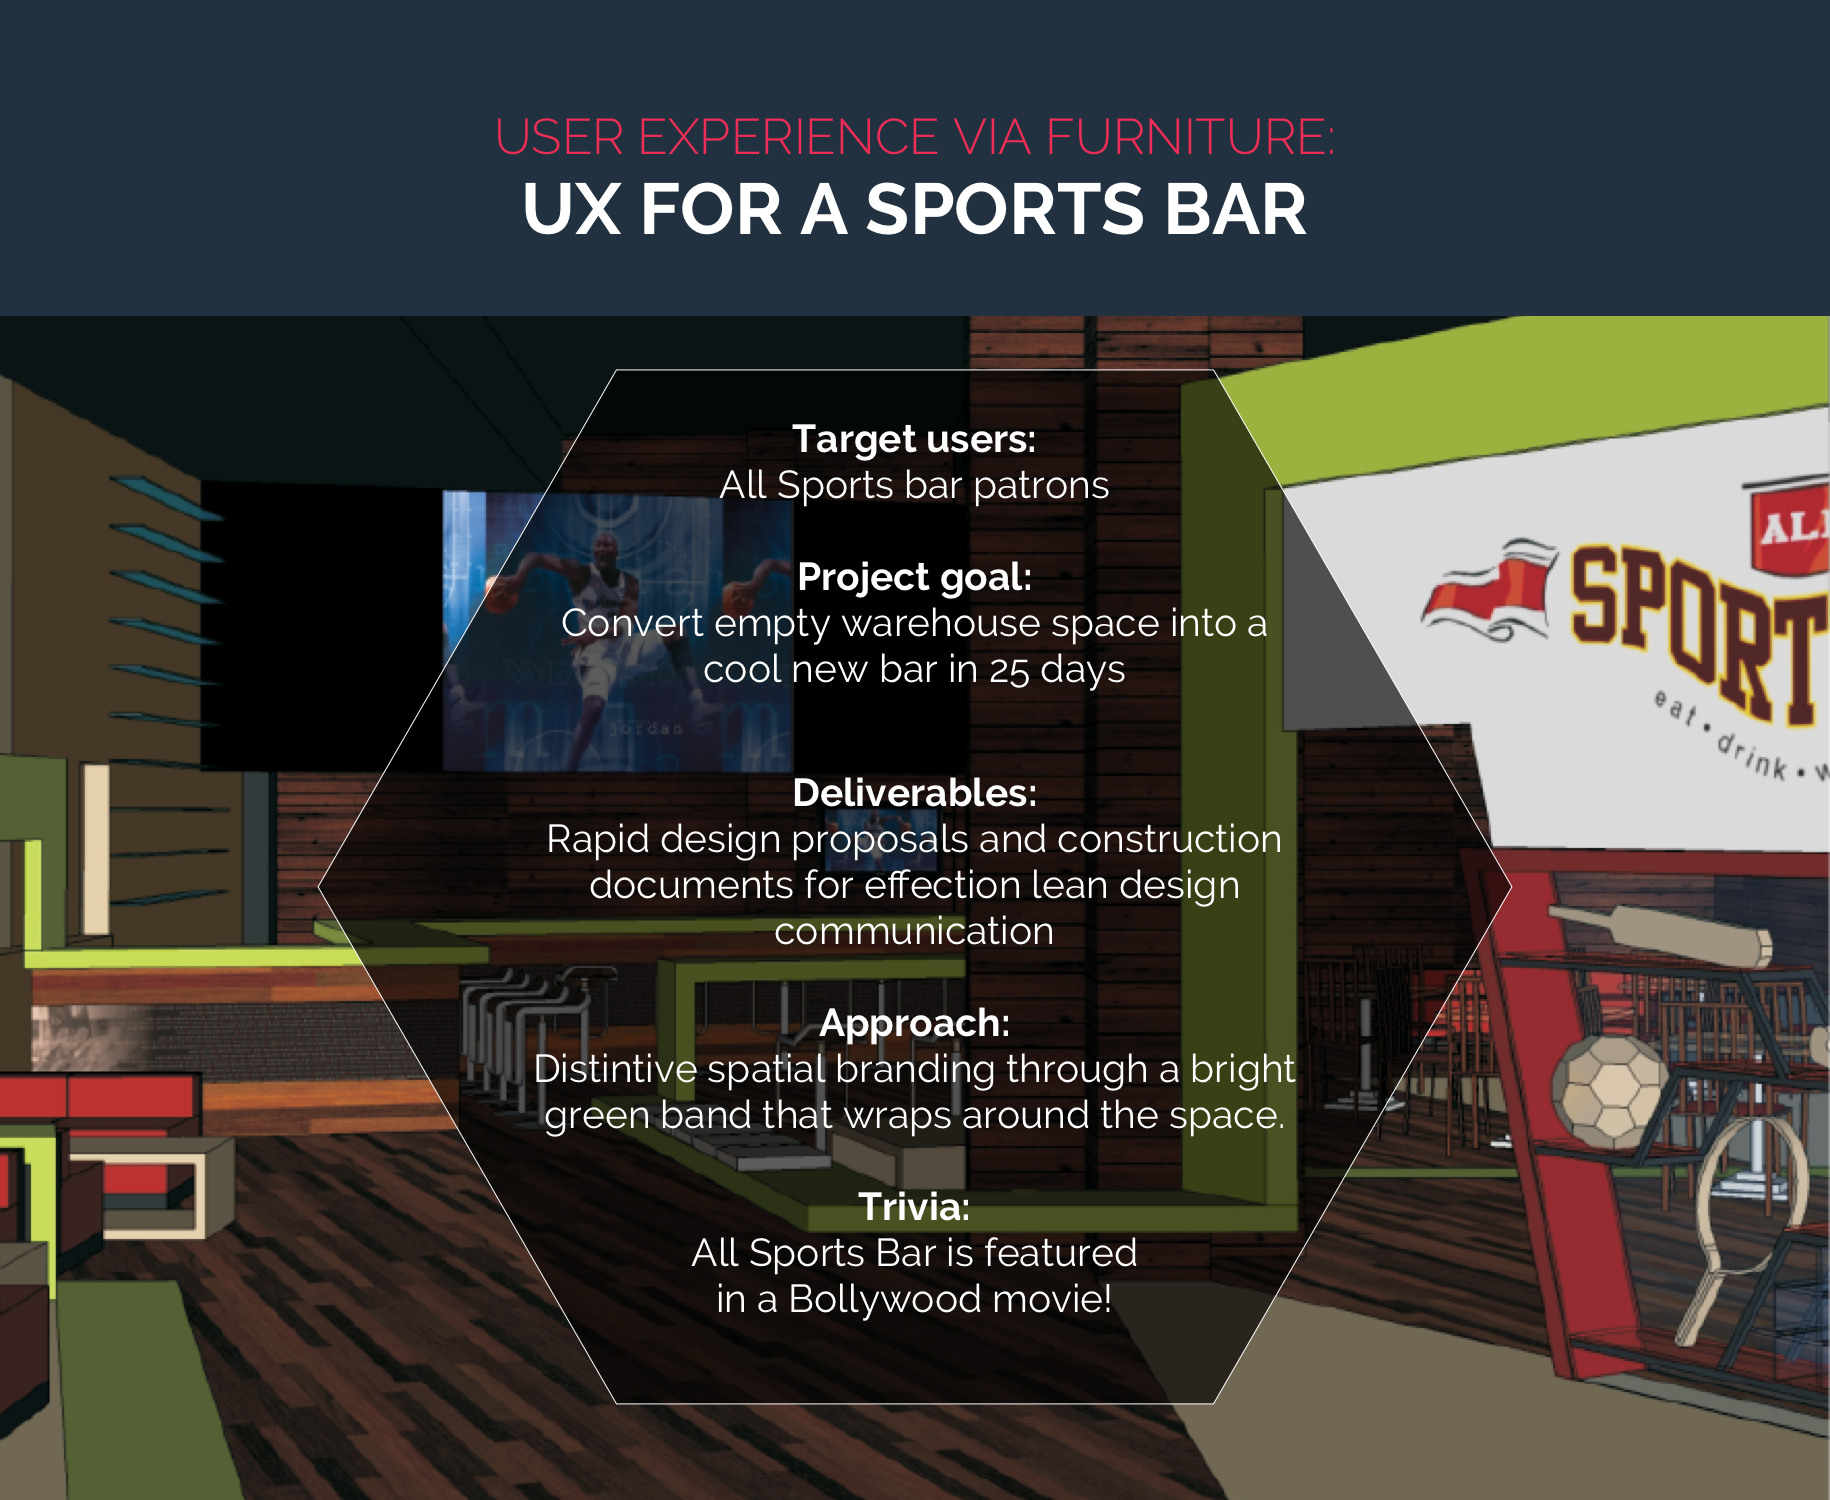 USER EXPERIENCE VIA FURNITURE:
UX FOR A SPORTS BAR
Target users:
All Sports bar patrons
Project goal:
Convert empty warehouse space into a
cool new bar in 25 days
Deliverables:
Rapid design proposals and construction
documents for effection lean design
communication
Approach:
Distintive spatial branding through a bright
green band that wraps around the space.
Trivia:
All Sports Bar is featured
in a Bollywood movie!
jordan
AL
SPORT
eat • drink •